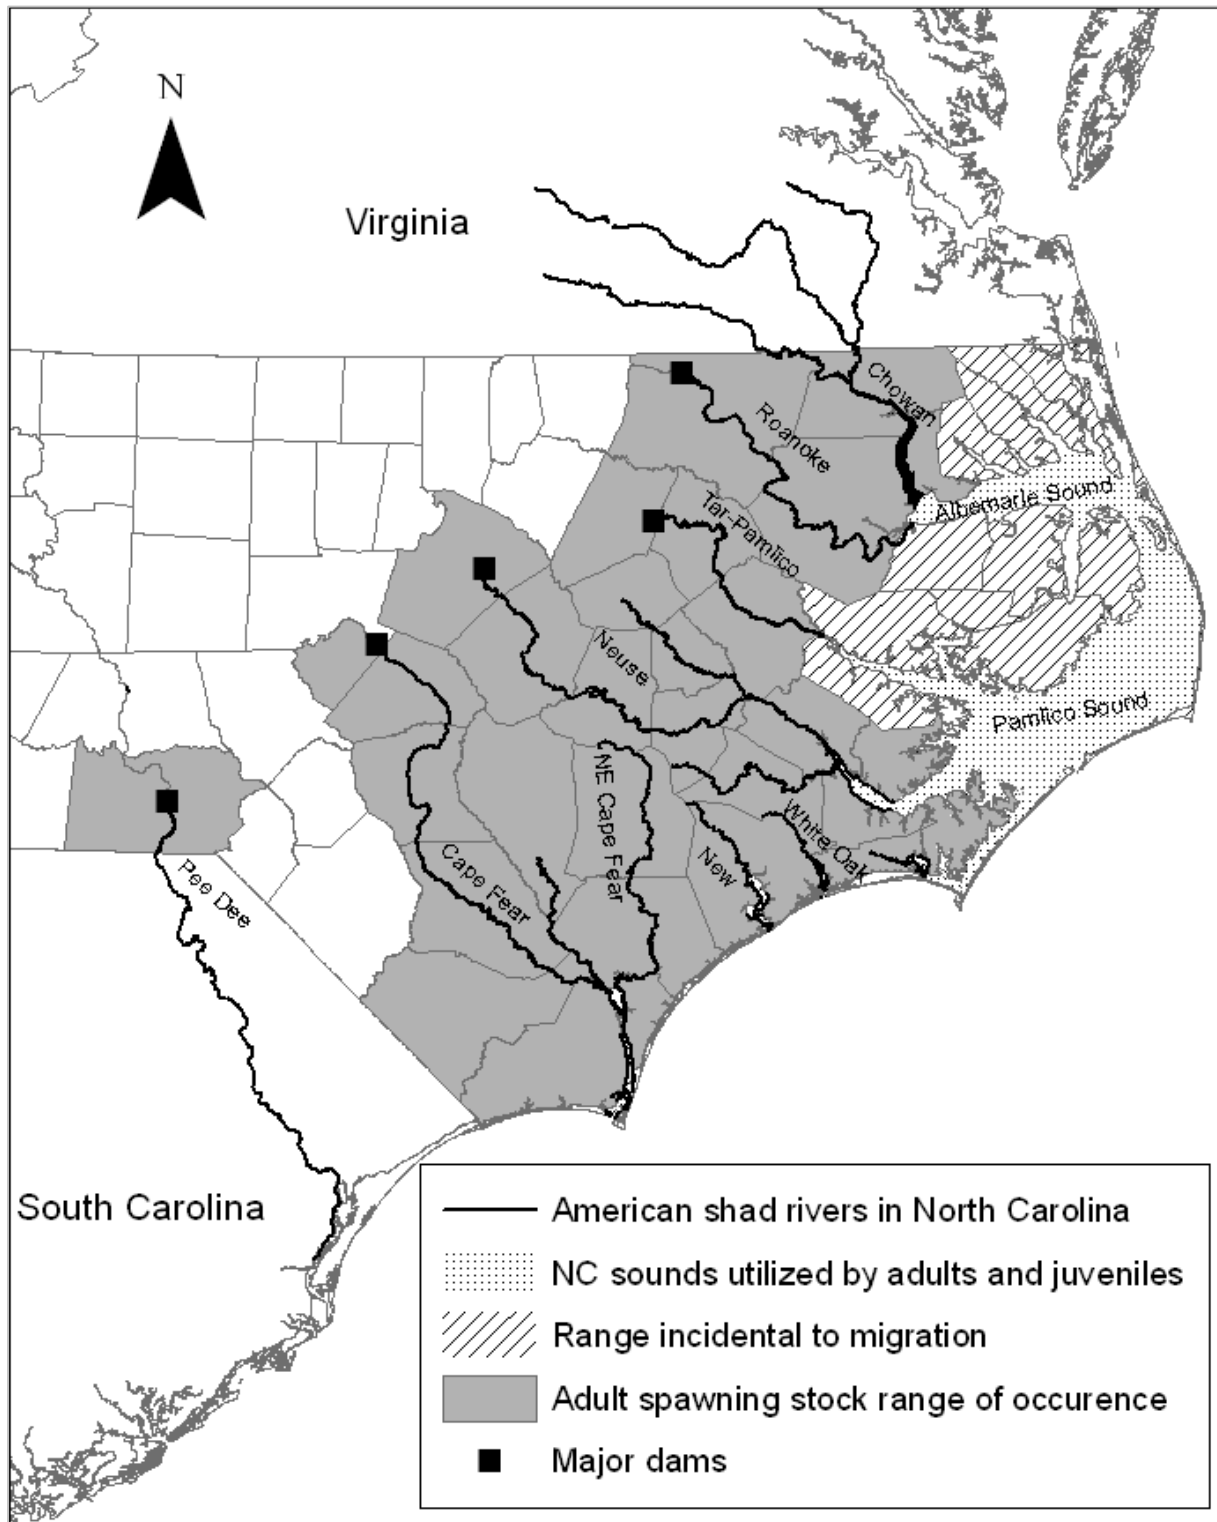 N
Virginia
Chowan
Roanoke
Albemarle Sound
Tar-Pamlico
Neuse
Pamlico Sound
NE Cape Fear
White Oak
New
Cape Fear
Pee Dee
South Carolina
American shad rivers in North Carolina
NC sounds utilized by adults and juveniles
Range incidental to migration
Adult spawning stock range of occurence
Major dams